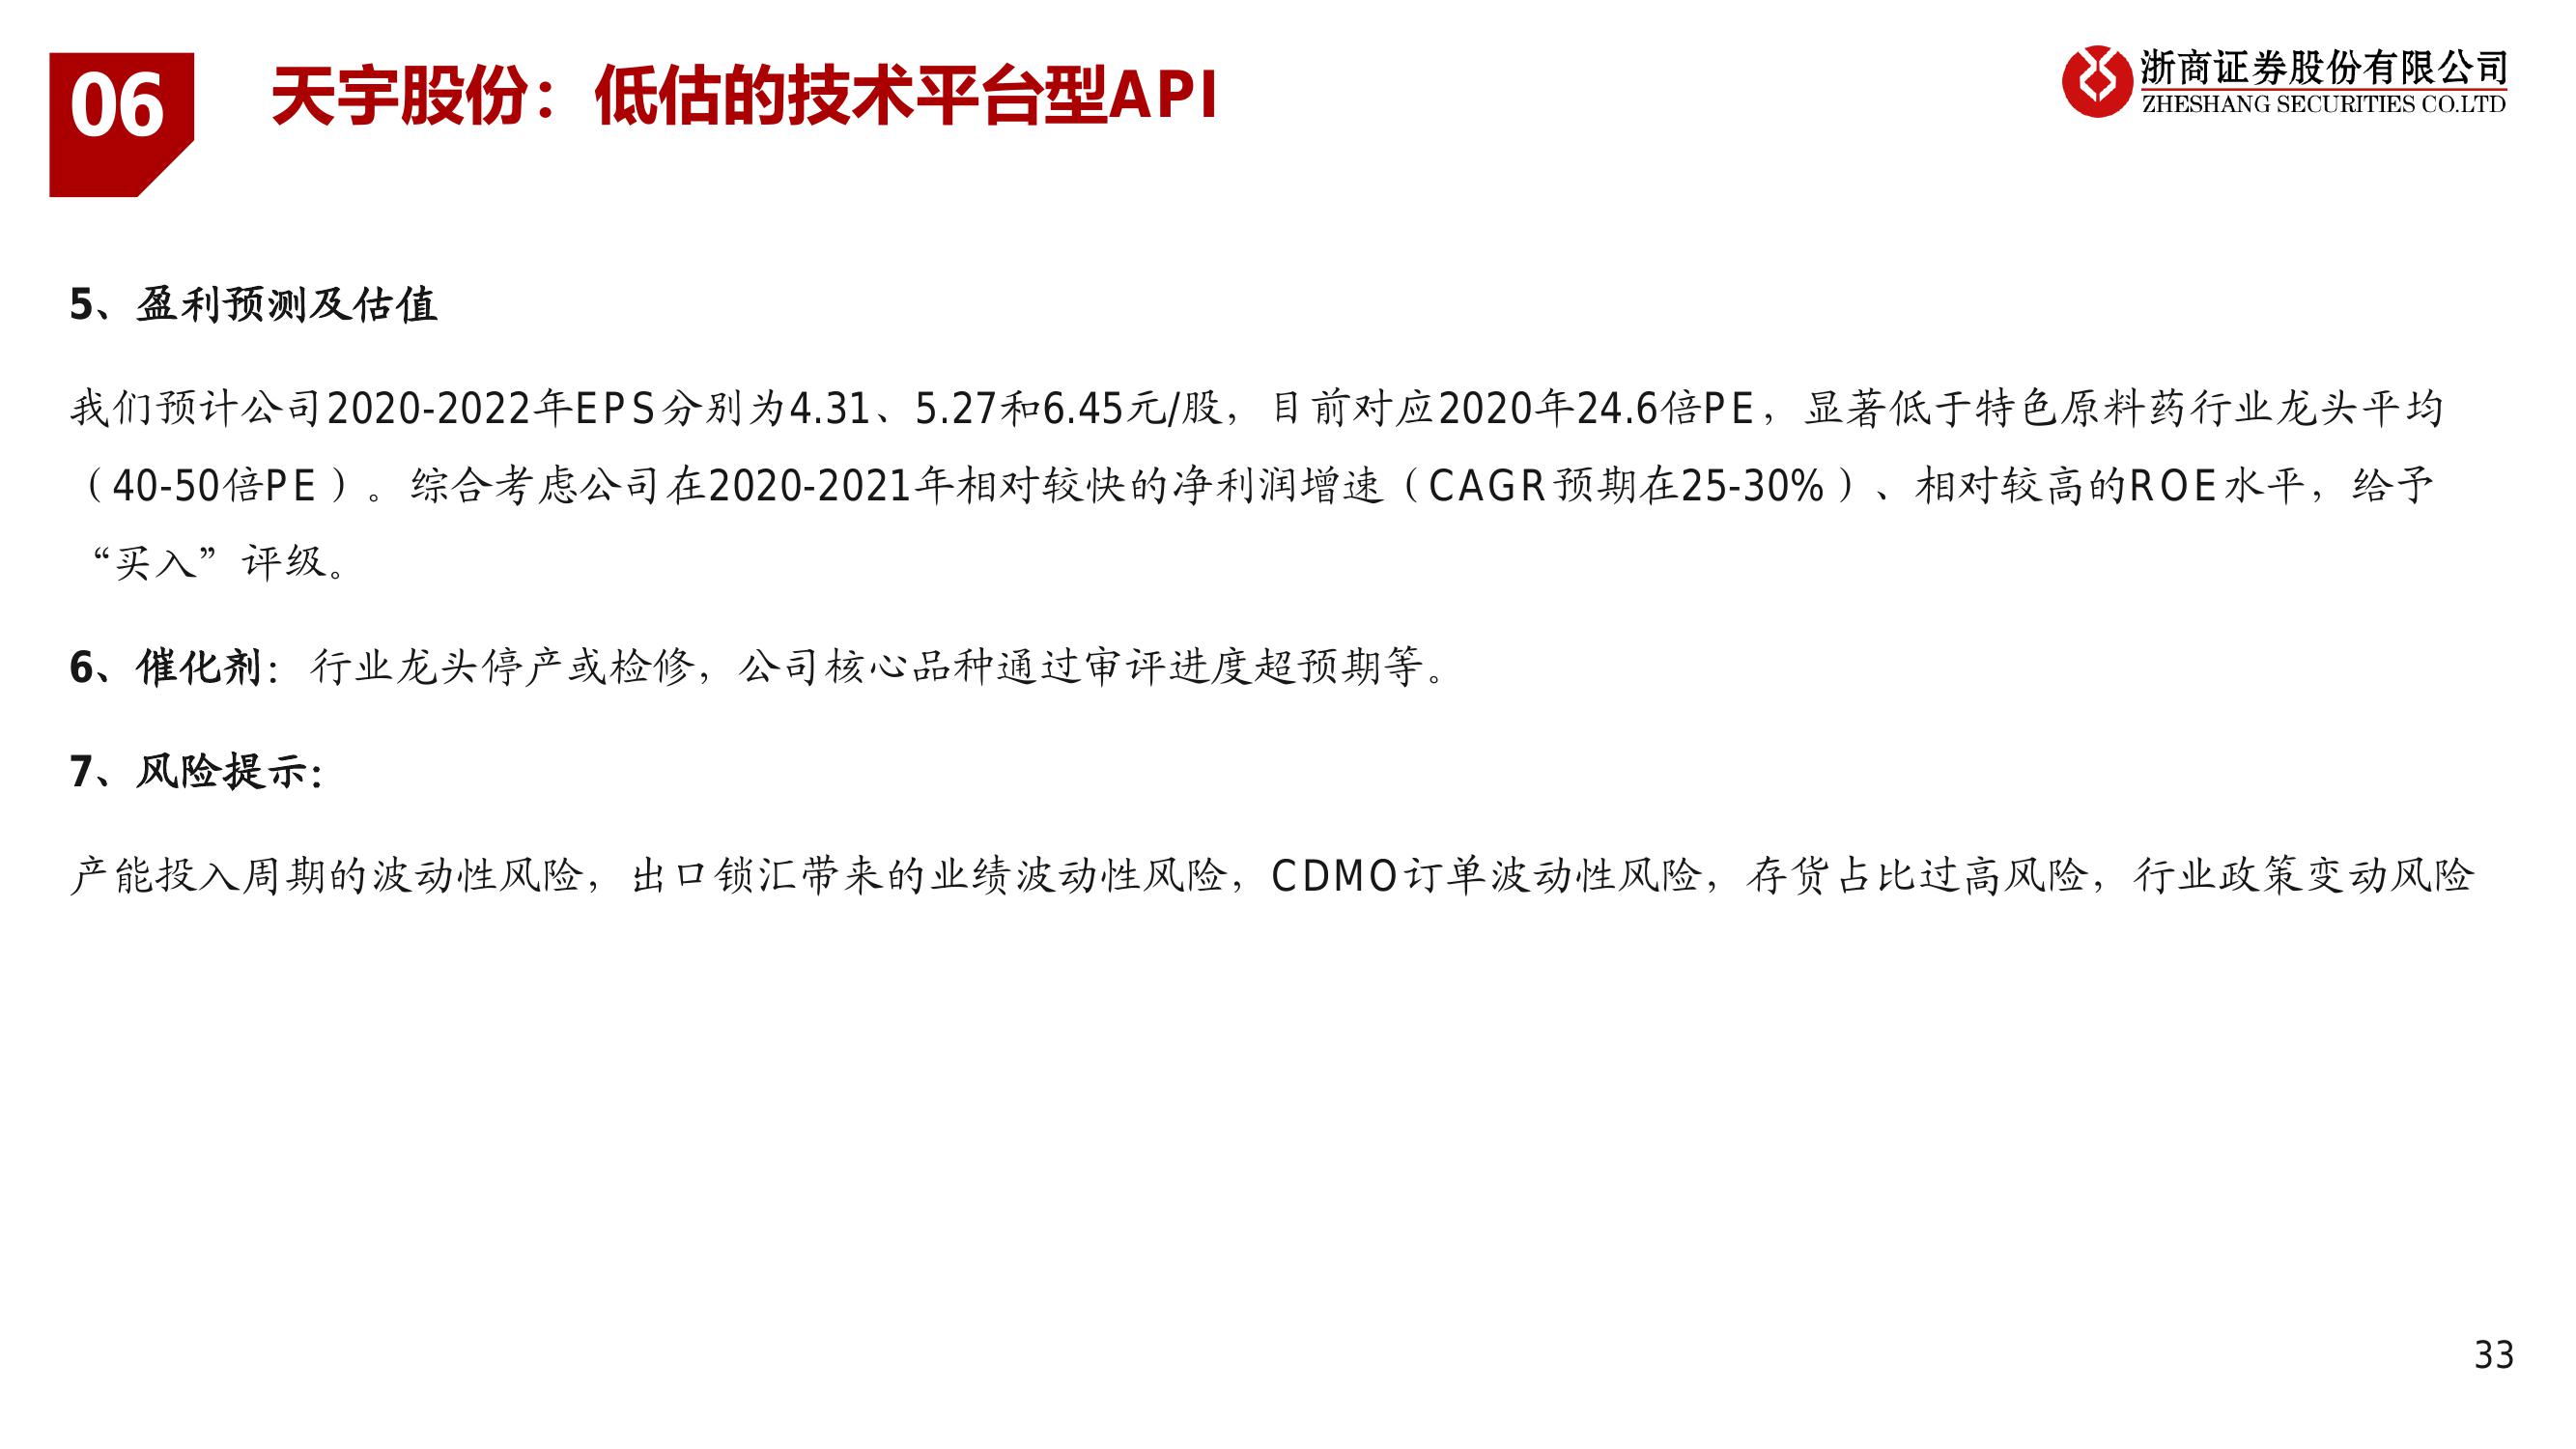 06
天宇股份：低估的技术平台型API
浙商证券股份有限公司
ZHESHANG SECURITIES CO.LTD
5、盈利预测及估值
我们预计公司2020-2022年EPS分别为4.31、5.27和6.45元/股，目前对应2020年24.6倍PE，显著低于特色原料药行业龙头平均
（40-50倍PE）。综合考虑公司在2020-2021年相对较快的净利润增速（CAGR预期在25-30%）、相对较高的ROE水平，给予
“买入”评级。
6、催化剂：行业龙头停产或检修，公司核心品种通过审评进度超预期等。
7、风险提示：
产能投入周期的波动性风险，出口锁汇带来的业绩波动性风险，CDMO订单波动性风险，存货占比过高风险，行业政策变动风险
33